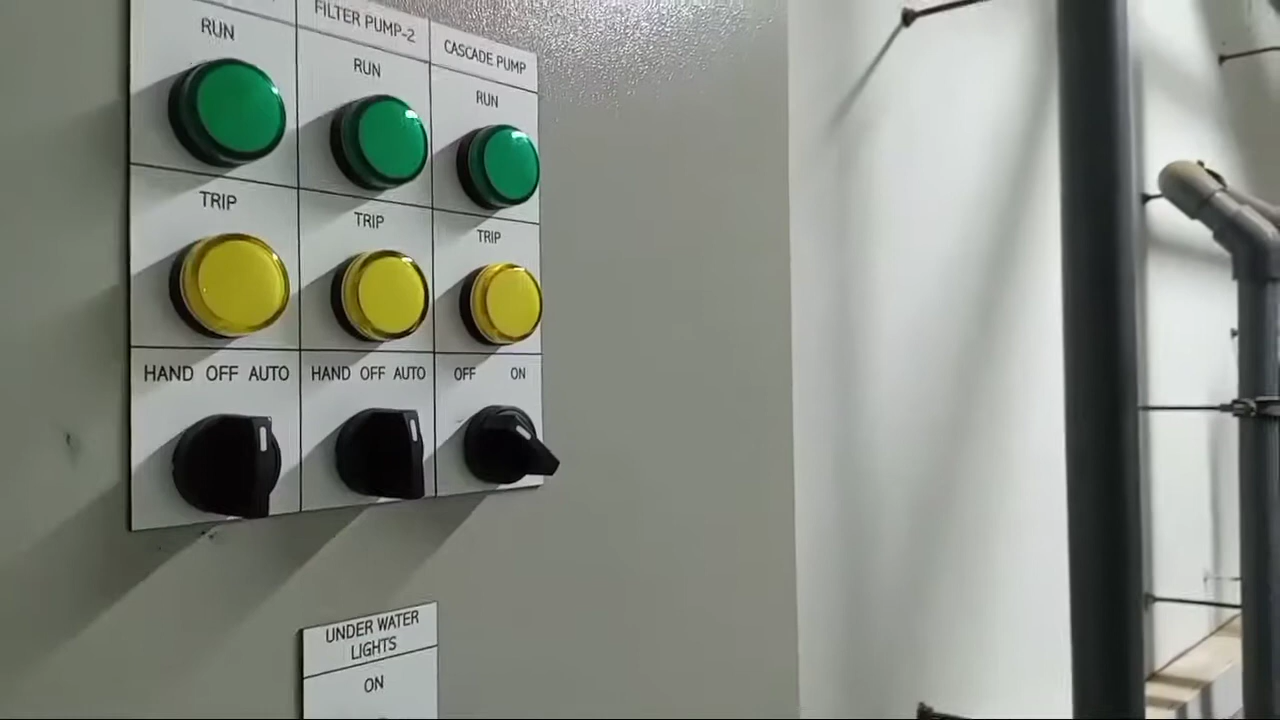 FILTER PUMP-2
CASCADE PUMP
RUN
RUN
RUN
TRIP
TRIP
TRIP
HAND OFF AUTO
HAND OFF AUTO
OFF ON
UNDER WATER
LIGHTS
ON